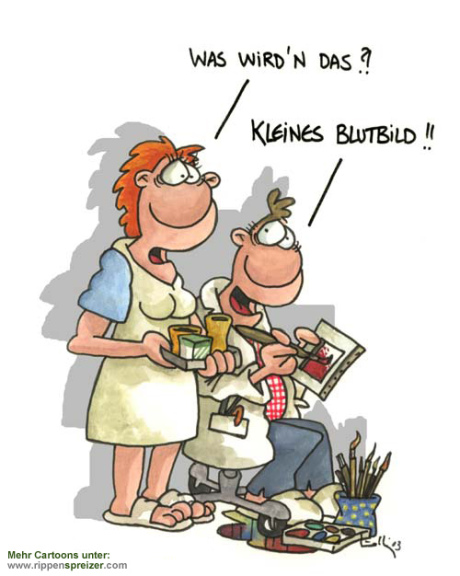 WAS WIRD'N DAS?
KLEINES BLUTBILD!!
Mehr Cartoons unter:
www.rippenspreizer.com